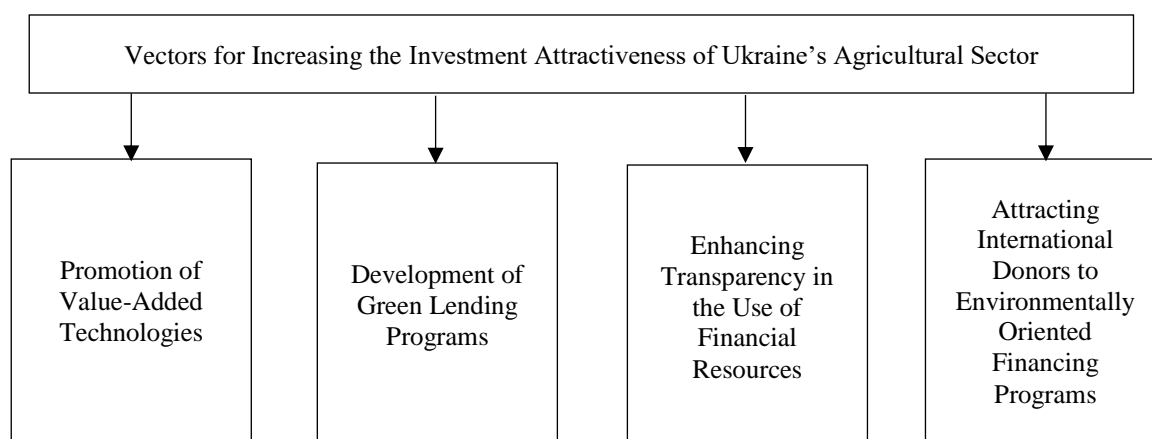 Vectors for Increasing the Investment Attractiveness of Ukraine’s Agricultural Sector
Promotion of
Value-Added
Technologies
Development of
Green Lending
Programs
Enhancing
Transparency in
the Use of
Financial
Resources
Attracting
International
Donors to
Environmentally
Oriented
Financing
Programs